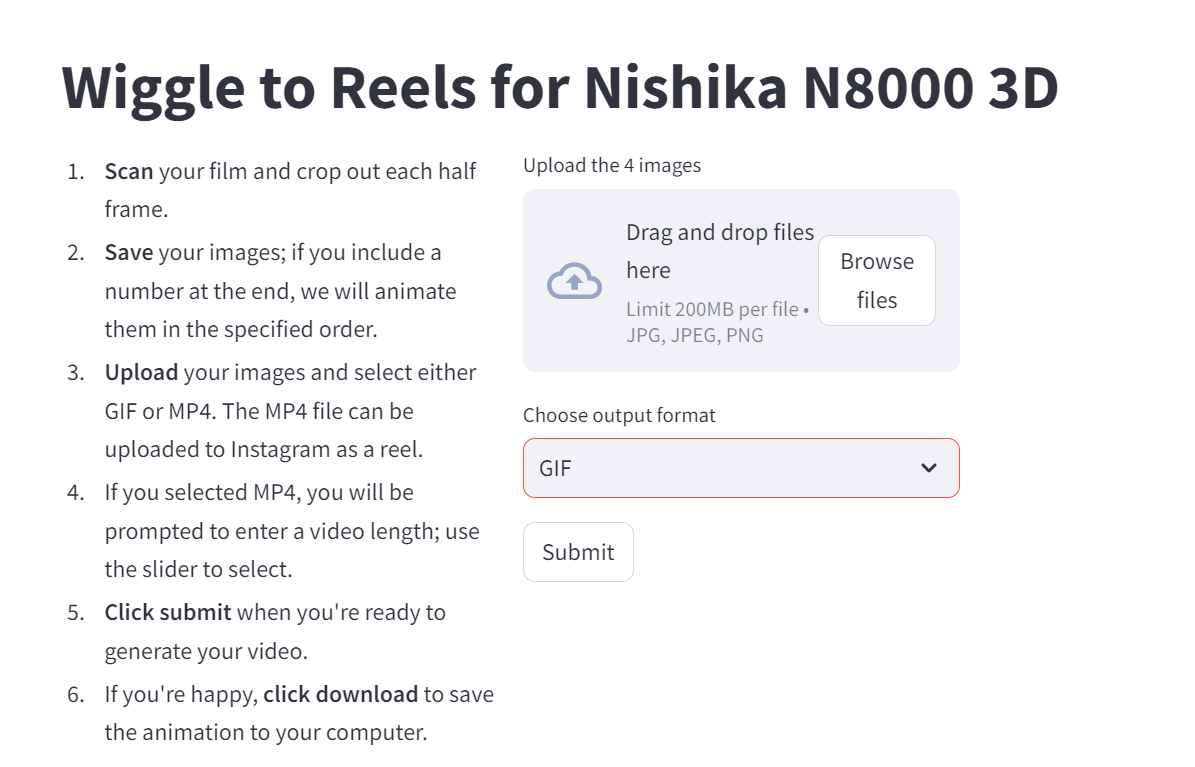 Wiggle to Reels for Nishika N8000 3D
1. Scan your film and crop out each half
frame.
2. Save your images; if you include a
number at the end, we will animate
them in the specified order.
3. Upload your images and select either
GIF or MP4. The MP4 file can be
uploaded to Instagram as a reel.
4. If you selected MP4, you will be
prompted to enter a video length; use
the slider to select.
5. Click submit when you're ready to
generate your video.
6. If you're happy, click download to save
the animation to your computer.
Upload the 4 images
Drag and drop files
here
Limit 200MB per file •
JPG, JPEG, PNG
Browse
files
Choose output format
GIF
Submit